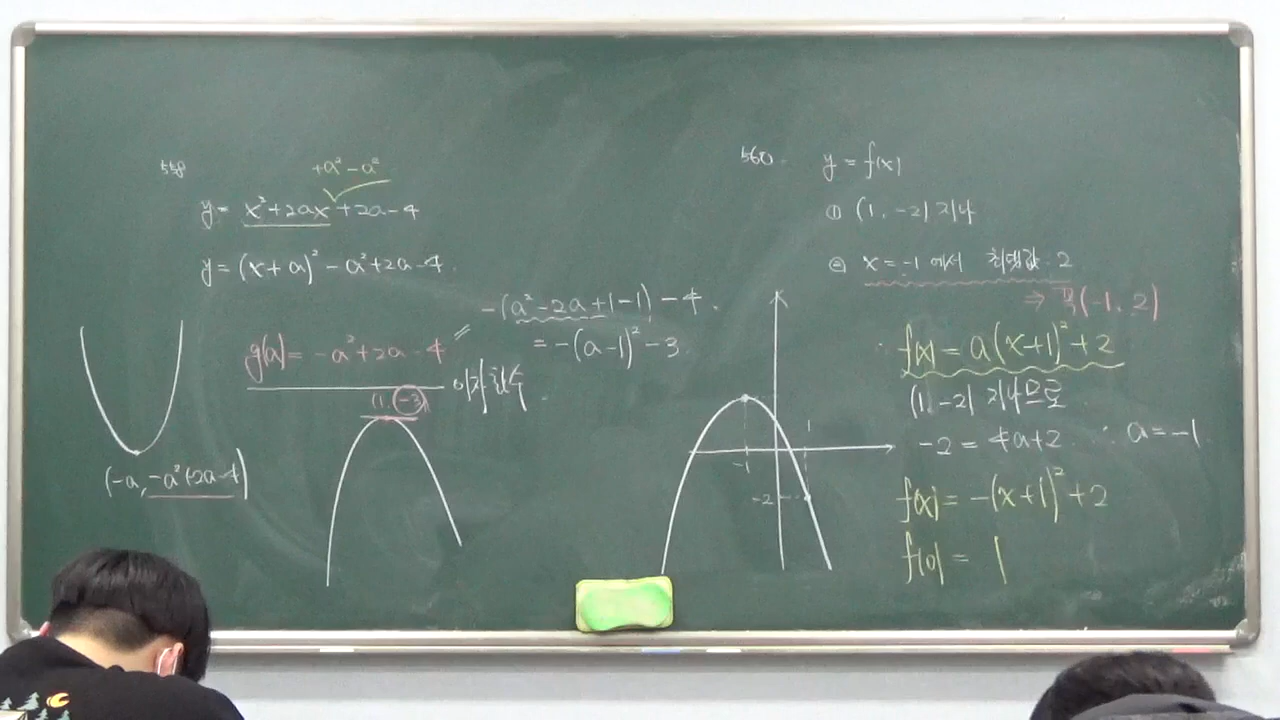 558
+a² - a²
y = x² + 2ax + 2a - 4
y = (x + a)² - a² + 2a - 4.
-(a² - 2a + 1 - 1) - 4.
= -(a - 1)² - 3.
g(a) = -a² + 2a - 4
이차함수
(1, -3)
(-a, -a² + 2a - 4)
560.
y = f(x)
① (1, -2) 지나
② x = -1 에서 최댓값 2
⇒ 꼭(-1, 2)
f(x) = a(x+1)² + 2
(1, -2) 지나므로
-2 = 4a + 2 ∴ a = -1.
f(x) = -(x+1)² + 2
f(0) = 1
1
-1
-2